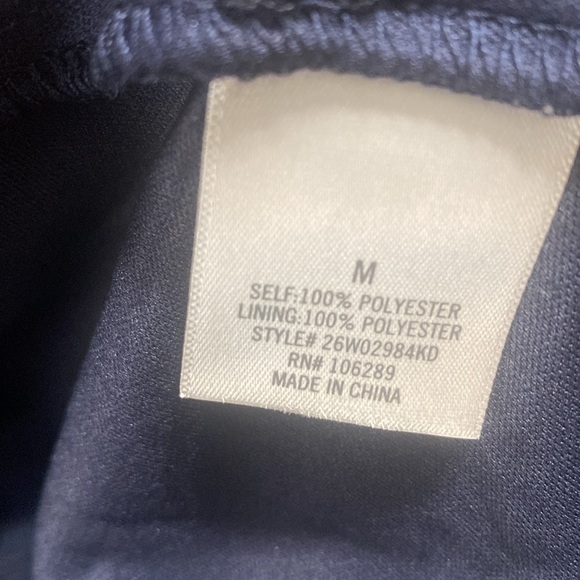 M
SELF:100% POLYESTER
LINING:100% POLYESTER
STYLE# 26W02984KD
RN# 106289
MADE IN CHINA